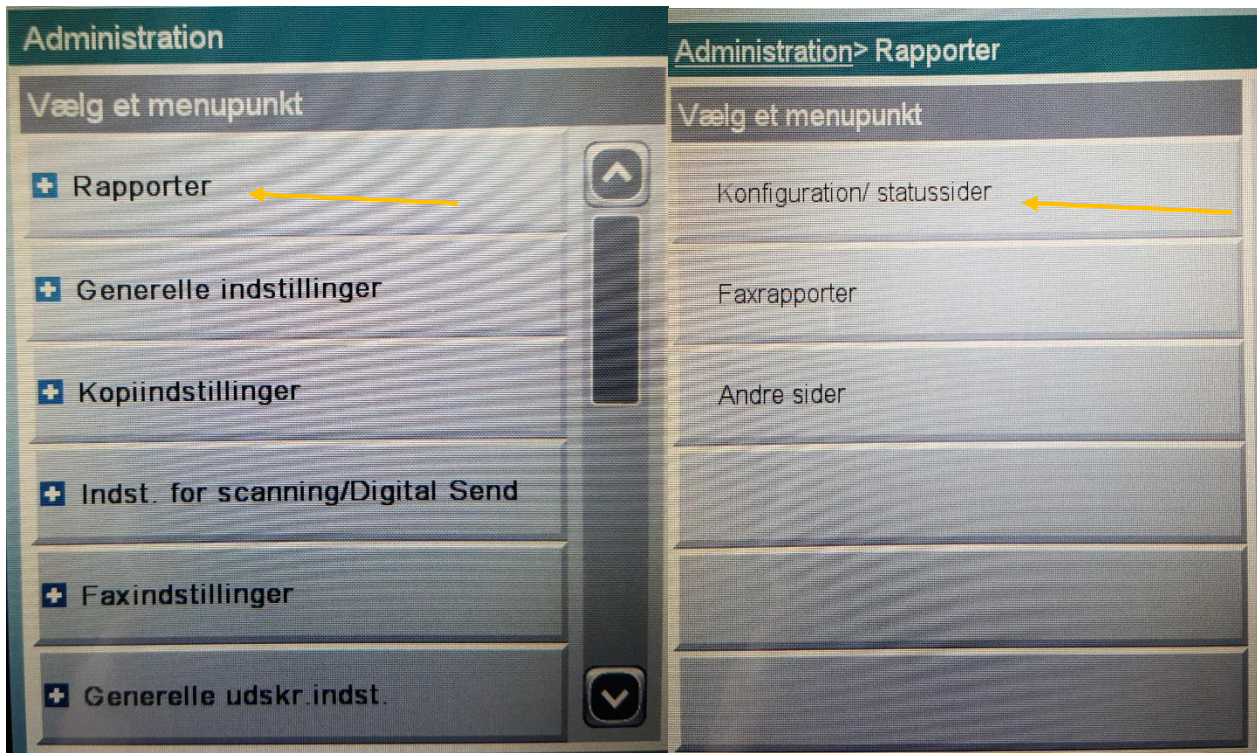 Administration
Vælg et menupunkt
Rapporter
Generelle indstillinger
Kopiindstillinger
Indst. for scanning/Digital Send
Faxindstillinger
Generelle udskr.indst.
Administration> Rapporter
Vælg et menupunkt
Konfiguration/ statussider
Faxrapporter
Andre sider